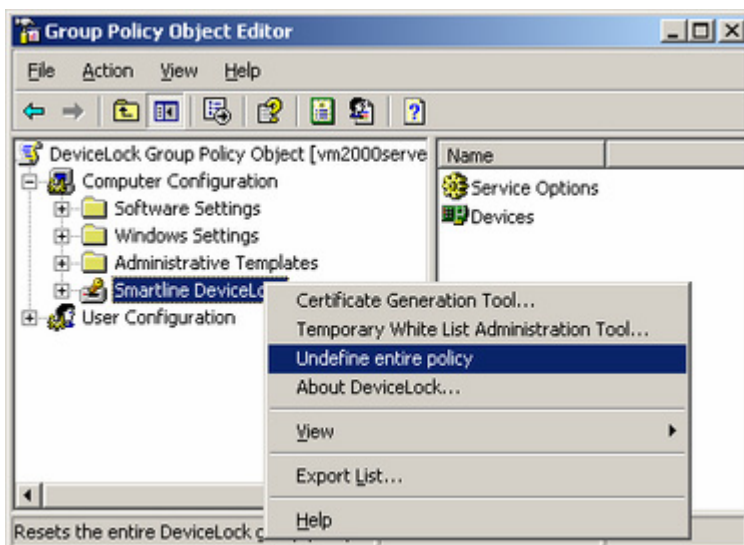 Group Policy Object Editor
File Action View Help
DeviceLock Group Policy Object [vm2000serve
Computer Configuration
Software Settings
Windows Settings
Administrative Templates
Smartline DeviceLo
User Configuration
Name
Service Options
Devices
Certificate Generation Tool...
Temporary White List Administration Tool...
Undefine entire policy
About DeviceLock...
View
Export List...
Help
Resets the entire DeviceLock